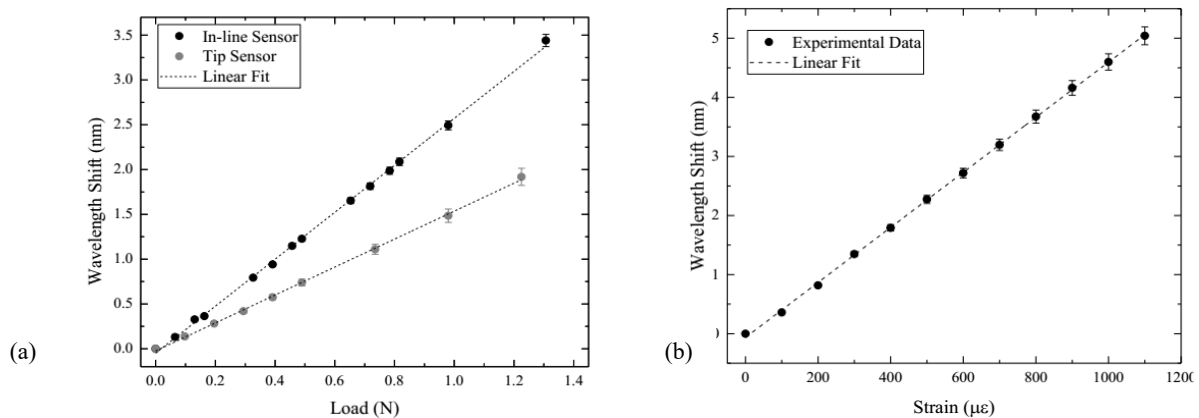 In-line Sensor
Tip Sensor
Linear Fit
3.5
3.0
2.5
2.0
1.5
1.0
0.5
0.0
Wavelength Shift (nm)
0.0 0.2 0.4 0.6 0.8 1.0 1.2 1.4
Load (N)
(a)
Experimental Data
Linear Fit
5
4
3
2
1
0
Wavelength Shift (nm)
0 200 400 600 800 1000 1200
Strain (με)
(b)